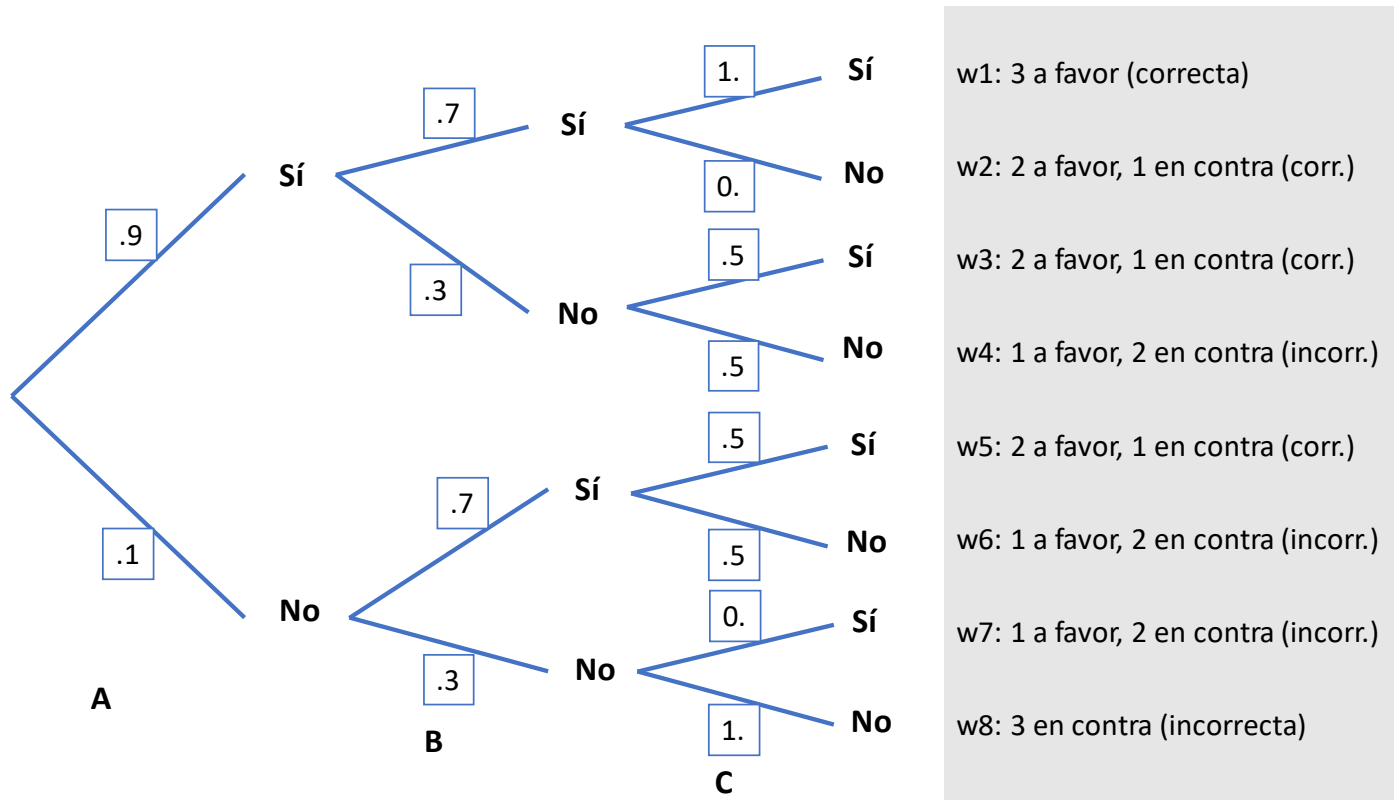 1.
Sí
w1: 3 a favor (correcta)
.7
Sí
0.
No
w2: 2 a favor, 1 en contra (corr.)
Sí
.9
.3
No
.5
Sí
w3: 2 a favor, 1 en contra (corr.)
.5
No
w4: 1 a favor, 2 en contra (incorr.)
.5
Sí
w5: 2 a favor, 1 en contra (corr.)
.7
Sí
.5
No
w6: 1 a favor, 2 en contra (incorr.)
.1
No
.3
No
0.
Sí
w7: 1 a favor, 2 en contra (incorr.)
1.
No
w8: 3 en contra (incorrecta)
A
B
C